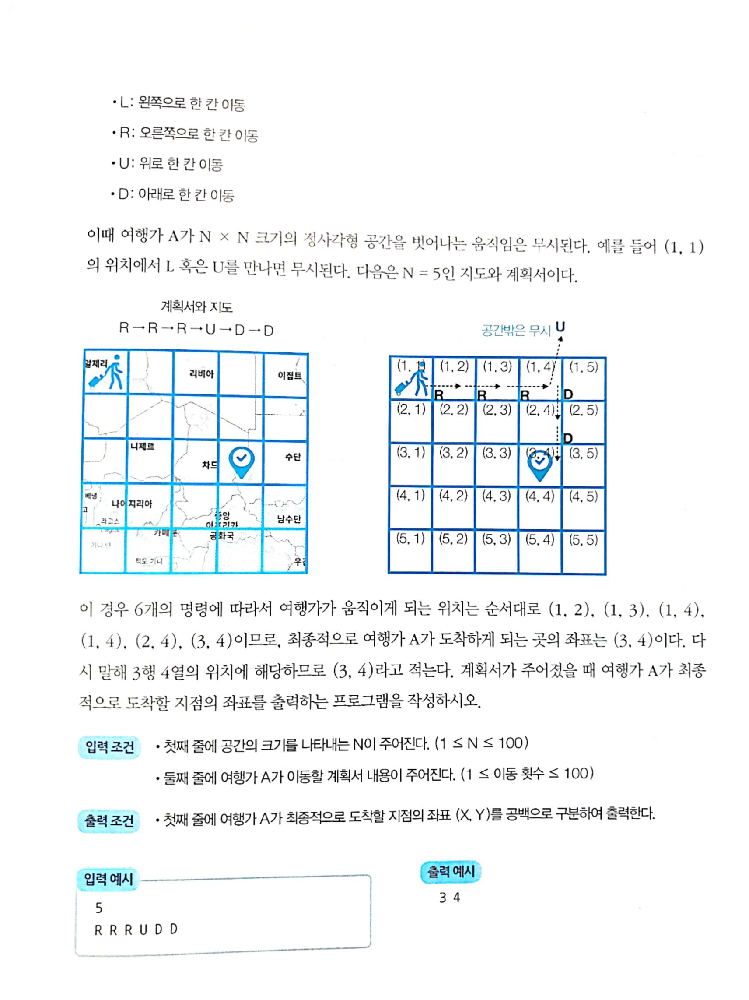 • L: 왼쪽으로 한 칸 이동
• R: 오른쪽으로 한 칸 이동
• U: 위로 한 칸 이동
• D: 아래로 한 칸 이동
이때 여행가 A가 N × N 크기의 정사각형 공간을 벗어나는 움직임은 무시된다. 예를 들어 (1, 1)
의 위치에서 L 혹은 U를 만나면 무시된다. 다음은 N = 5인 지도와 계획서이다.
계획서와 지도
R→R→R→U→D→D
알제리
리비아
이집트
니제르
차드
수단
베냉
고
나이지리아
라고스
Lagos
중앙
아프리카
공화국
남수단
카메룬
기니 만
적도 기니
우간
공간밖은 무시 U
(1, 1) (1, 2) (1, 3) (1, 4) (1, 5)
R R R D
(2, 1) (2, 2) (2, 3) (2, 4) (2, 5)
D
(3, 1) (3, 2) (3, 3) (3, 4) (3, 5)
(4, 1) (4, 2) (4, 3) (4, 4) (4, 5)
(5, 1) (5, 2) (5, 3) (5, 4) (5, 5)
이 경우 6개의 명령에 따라서 여행가가 움직이게 되는 위치는 순서대로 (1, 2), (1, 3), (1, 4),
(1, 4), (2, 4), (3, 4)이므로, 최종적으로 여행가 A가 도착하게 되는 곳의 좌표는 (3, 4)이다. 다
시 말해 3행 4열의 위치에 해당하므로 (3, 4)라고 적는다. 계획서가 주어졌을 때 여행가 A가 최종
적으로 도착할 지점의 좌표를 출력하는 프로그램을 작성하시오.
입력 조건 • 첫째 줄에 공간의 크기를 나타내는 N이 주어진다. (1 ≤ N ≤ 100)
• 둘째 줄에 여행가 A가 이동할 계획서 내용이 주어진다. (1 ≤ 이동 횟수 ≤ 100)
출력 조건 • 첫째 줄에 여행가 A가 최종적으로 도착할 지점의 좌표 (X, Y)를 공백으로 구분하여 출력한다.
입력 예시
5
R R R U D D
출력 예시
3 4